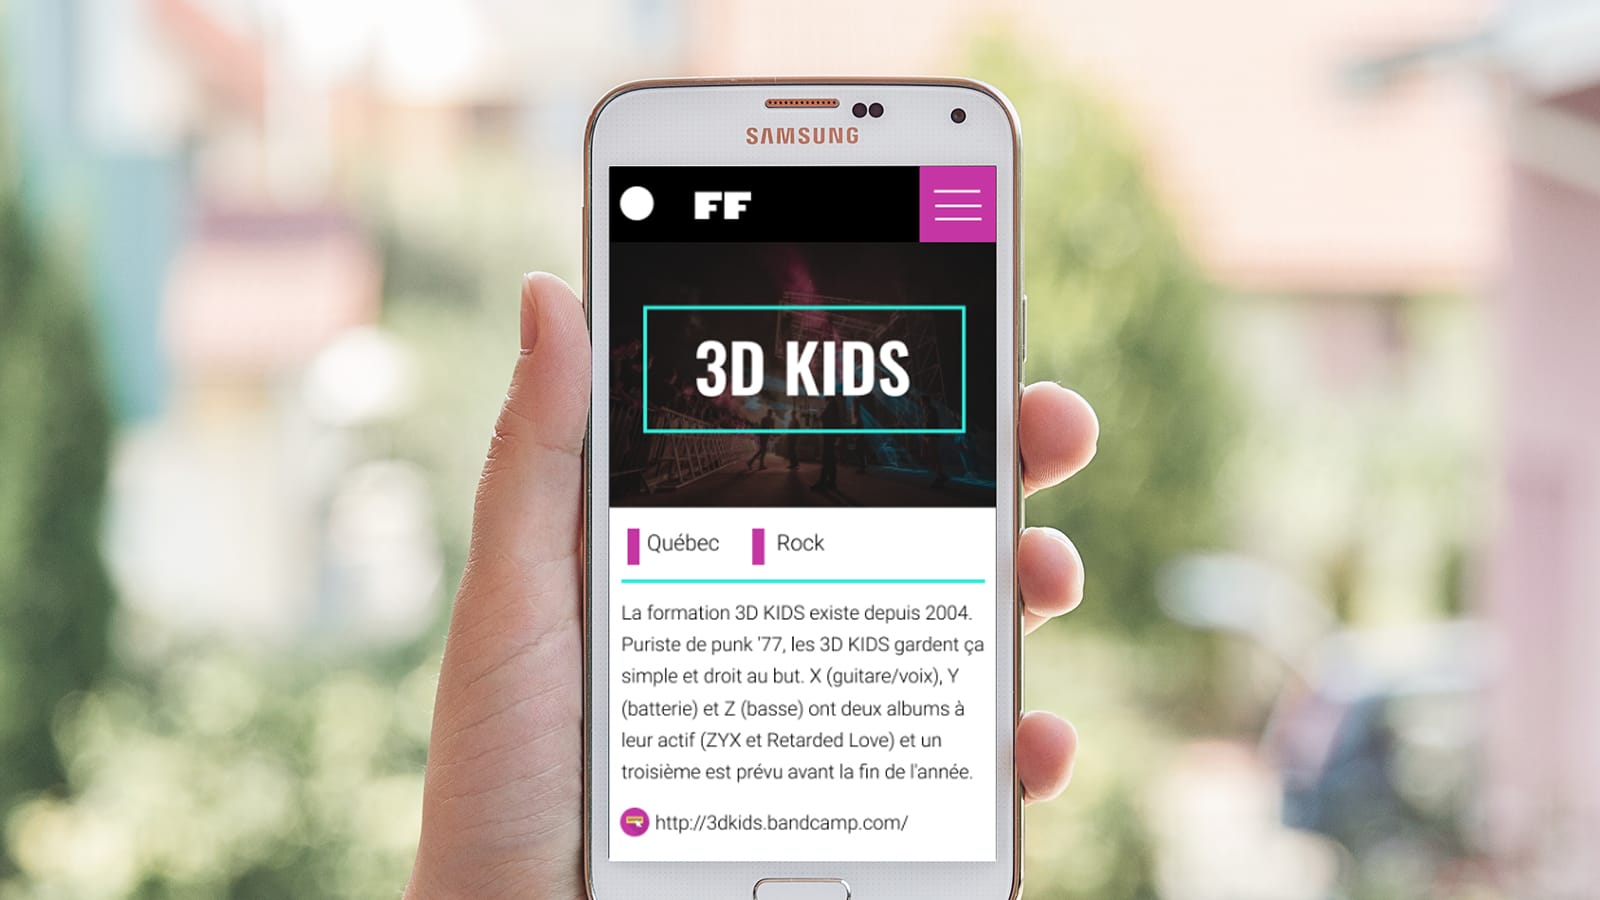 SAMSUNG
FF
3D KIDS
Québec Rock
La formation 3D KIDS existe depuis 2004.
Puriste de punk '77, les 3D KIDS gardent ça
simple et droit au but. X (guitare/voix), Y
(batterie) et Z (basse) ont deux albums à
leur actif (ZYX et Retarded Love) et un
troisième est prévu avant la fin de l'année.
http://3dkids.bandcamp.com/